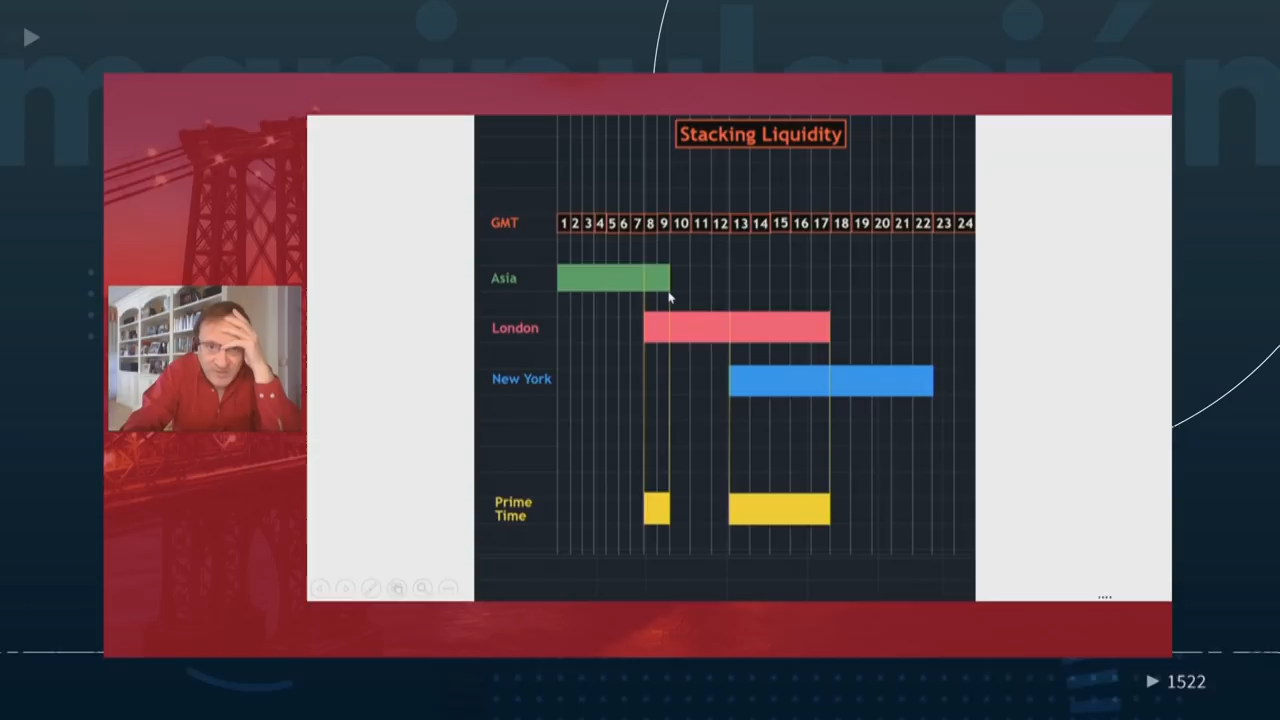 manipulación
Stacking Liquidity
GMT 1 2 3 4 5 6 7 8 9 10 11 12 13 14 15 16 17 18 19 20 21 22 23 24
Asia
London
New York
Prime
Time
1522